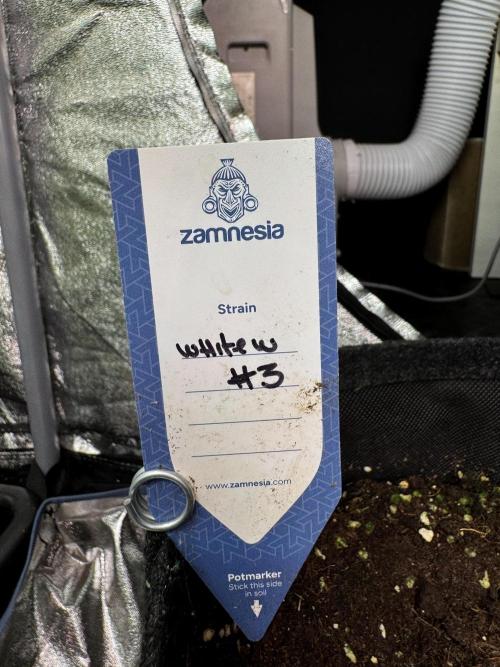 zamnesia
Strain
WHite w
#3
www.zamnesia.com
Potmarker
Stick this side
in soil